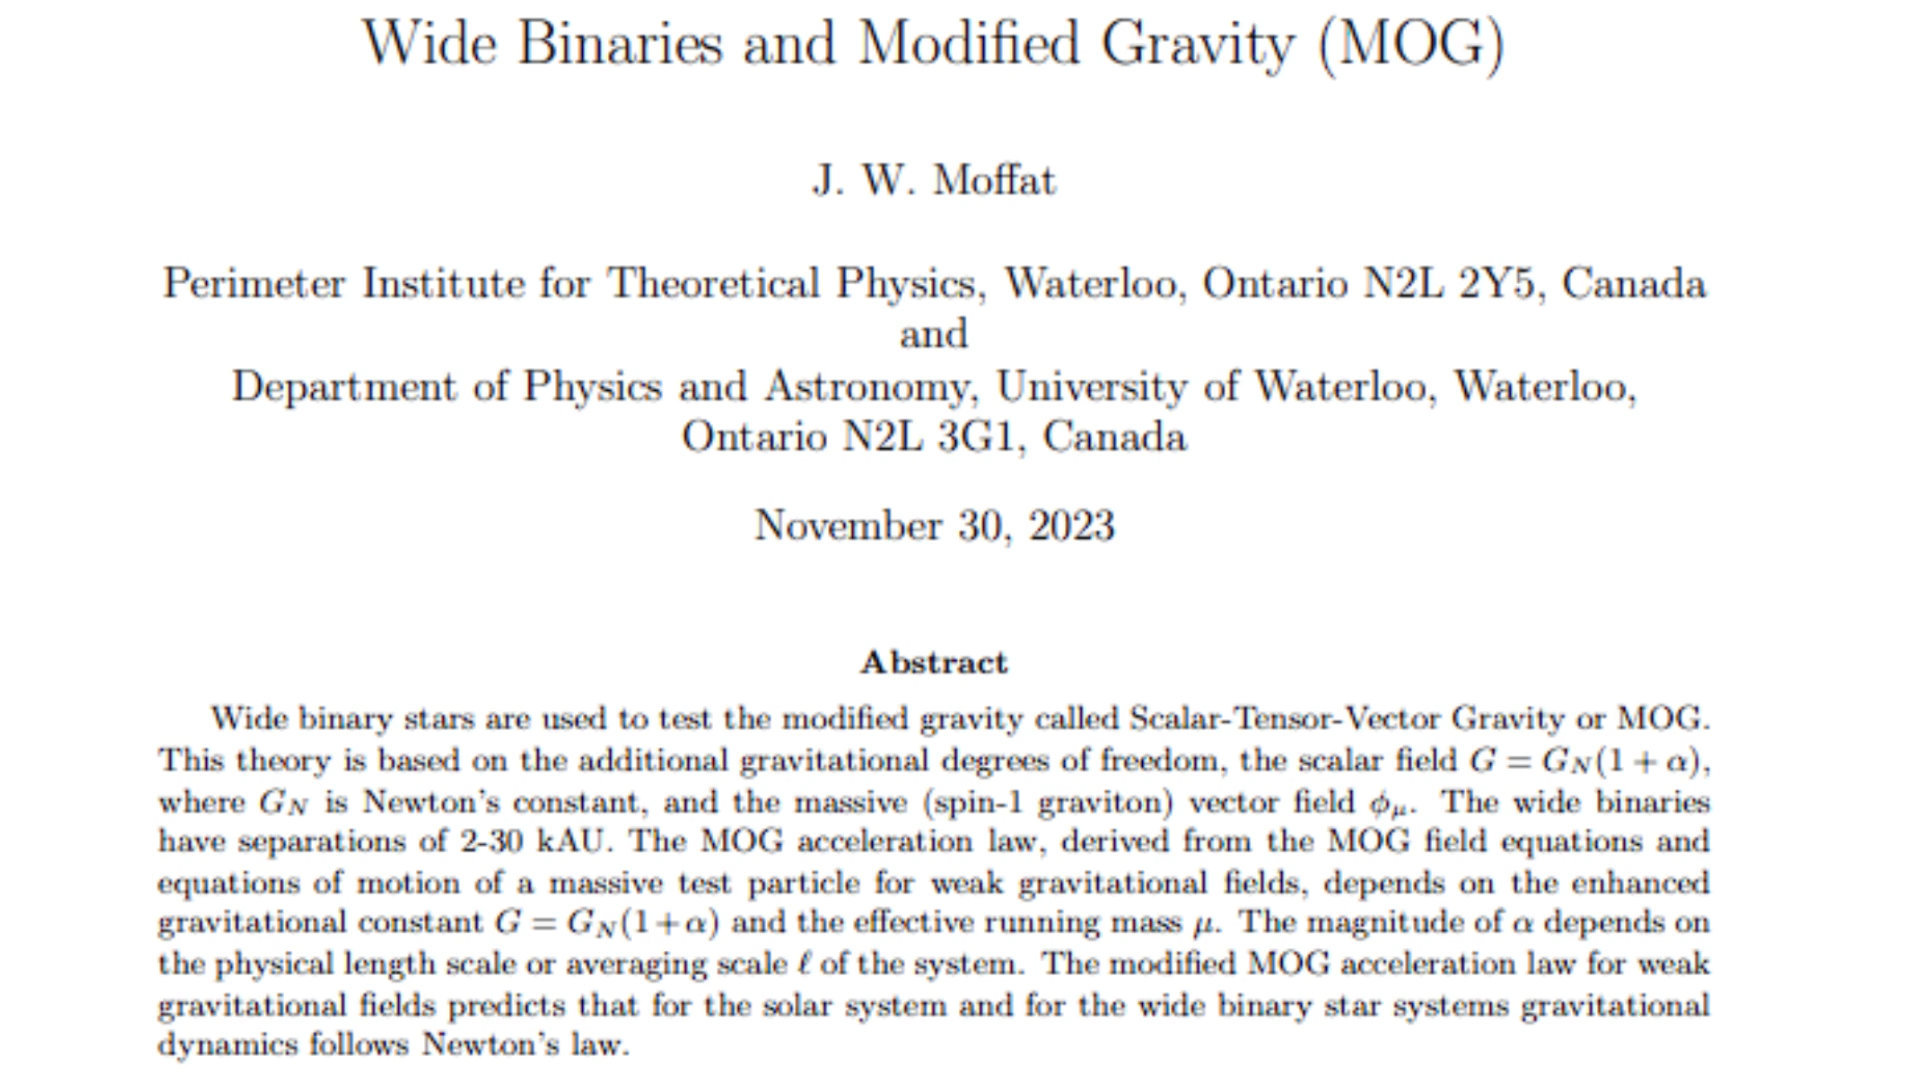 Wide Binaries and Modified Gravity (MOG)
J. W. Moffat
Perimeter Institute for Theoretical Physics, Waterloo, Ontario N2L 2Y5, Canada
and
Department of Physics and Astronomy, University of Waterloo, Waterloo,
Ontario N2L 3G1, Canada
November 30, 2023
Abstract
Wide binary stars are used to test the modified gravity called Scalar-Tensor-Vector Gravity or MOG.
This theory is based on the additional gravitational degrees of freedom, the scalar field G = G_N(1 + α),
where G_N is Newton's constant, and the massive (spin-1 graviton) vector field ϕ_μ. The wide binaries
have separations of 2-30 kAU. The MOG acceleration law, derived from the MOG field equations and
equations of motion of a massive test particle for weak gravitational fields, depends on the enhanced
gravitational constant G = G_N(1+α) and the effective running mass μ. The magnitude of α depends on
the physical length scale or averaging scale ℓ of the system. The modified MOG acceleration law for weak
gravitational fields predicts that for the solar system and for the wide binary star systems gravitational
dynamics follows Newton's law.